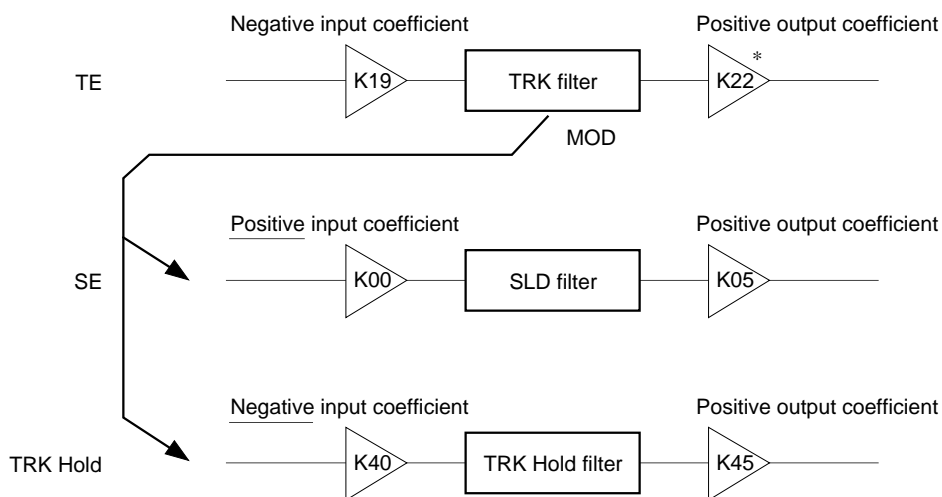 Negative input coefficient
Positive output coefficient
TE
K19
TRK filter
K22
*
MOD
Positive input coefficient
Positive output coefficient
SE
K00
SLD filter
K05
Negative input coefficient
Positive output coefficient
TRK Hold
K40
TRK Hold filter
K45